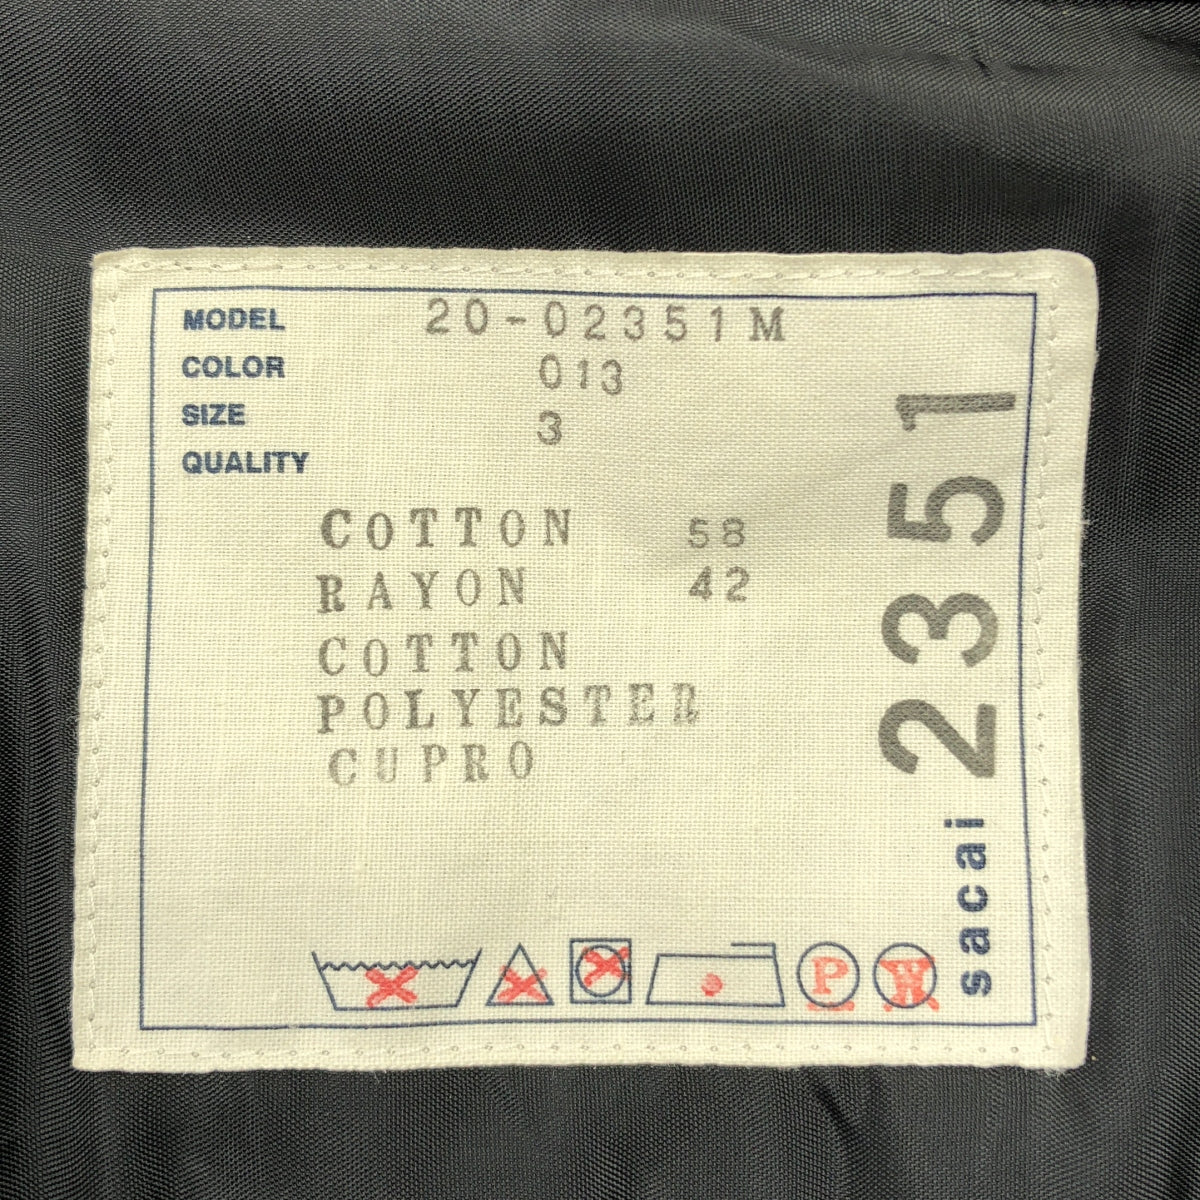 MODEL 20-02351M
COLOR 013
SIZE 3
QUALITY
COTTON 58
RAYON 42
COTTON
POLYESTER
CUPRO
P W
sacai 2351